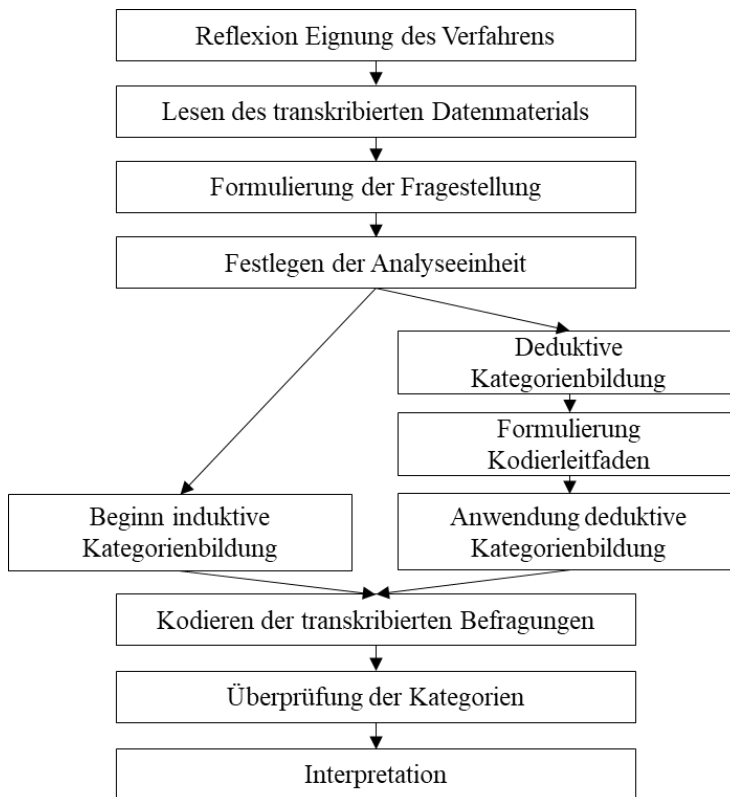 Reflexion Eignung des Verfahrens
Lesen des transkribierten Datenmaterials
Formulierung der Fragestellung
Festlegen der Analyseeinheit
Deduktive
Kategorienbildung
Formulierung
Kodierleitfaden
Beginn induktive
Kategorienbildung
Anwendung deduktive
Kategorienbildung
Kodieren der transkribierten Befragungen
Überprüfung der Kategorien
Interpretation